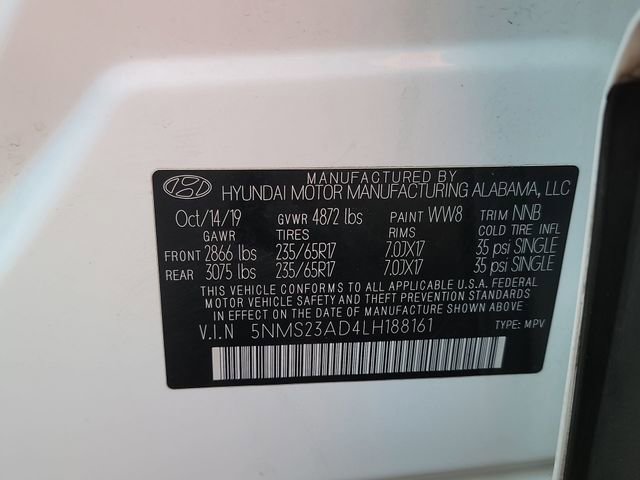 MANUFACTURED BY
HYUNDAI MOTOR MANUFACTURING ALABAMA, LLC
Oct/14/19 GVWR 4872 lbs PAINT WW8 TRIM NNB
GAWR TIRES RIMS COLD TIRE INFL
FRONT 2866 lbs 235/65R17 7.0JX17 35 psi SINGLE
REAR 3075 lbs 235/65R17 7.0JX17 35 psi SINGLE
THIS VEHICLE CONFORMS TO ALL APPLICABLE U.S.A. FEDERAL
MOTOR VEHICLE SAFETY AND THEFT PREVENTION STANDARDS
IN EFFECT ON THE DATE OF MANUFACTURE SHOWN ABOVE.
V.I.N 5NMS23AD4LH188161 TYPE: MPV